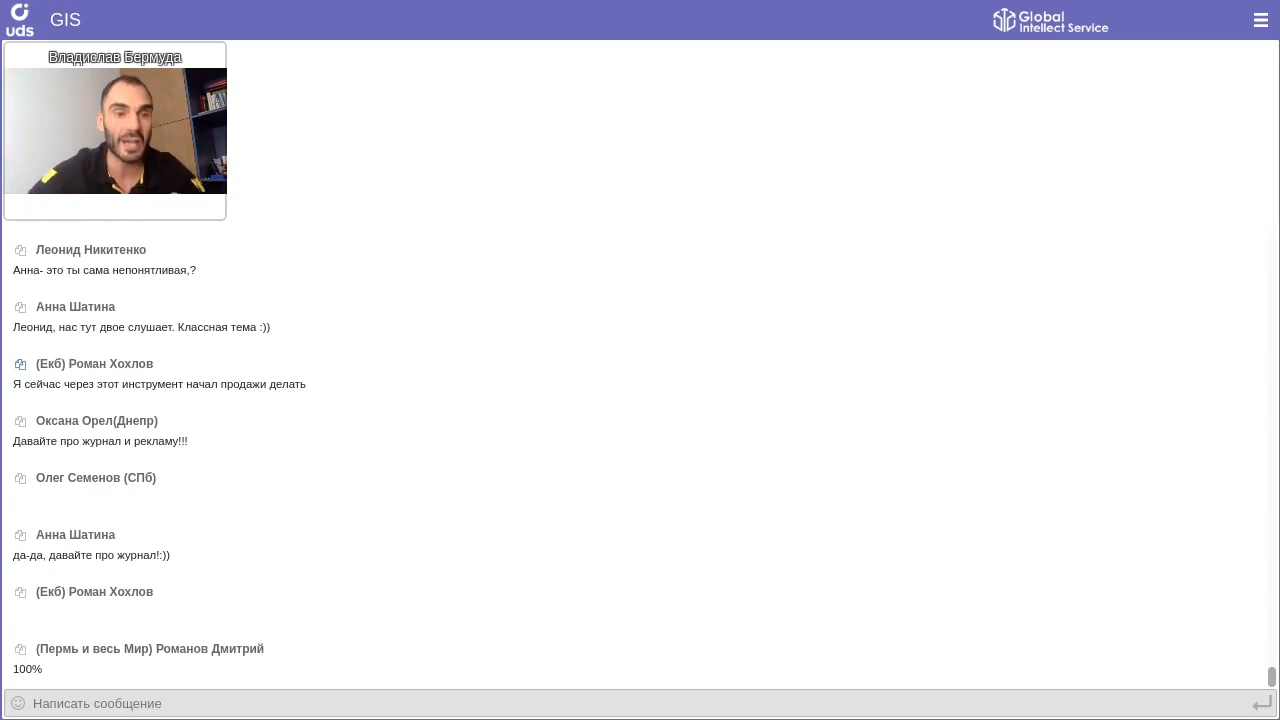 uds
GIS
Global
Intellect Service
Владислав Бермуда
Леонид Никитенко
Анна- это ты сама непонятливая,?
Анна Шатина
Леонид, нас тут двое слушает. Классная тема :))
(Екб) Роман Хохлов
Я сейчас через этот инструмент начал продажи делать
Оксана Орел(Днепр)
Давайте про журнал и рекламу!!!
Олег Семенов (СПб)
Анна Шатина
да-да, давайте про журнал!:))
(Екб) Роман Хохлов
(Пермь и весь Мир) Романов Дмитрий
100%
Написать сообщение